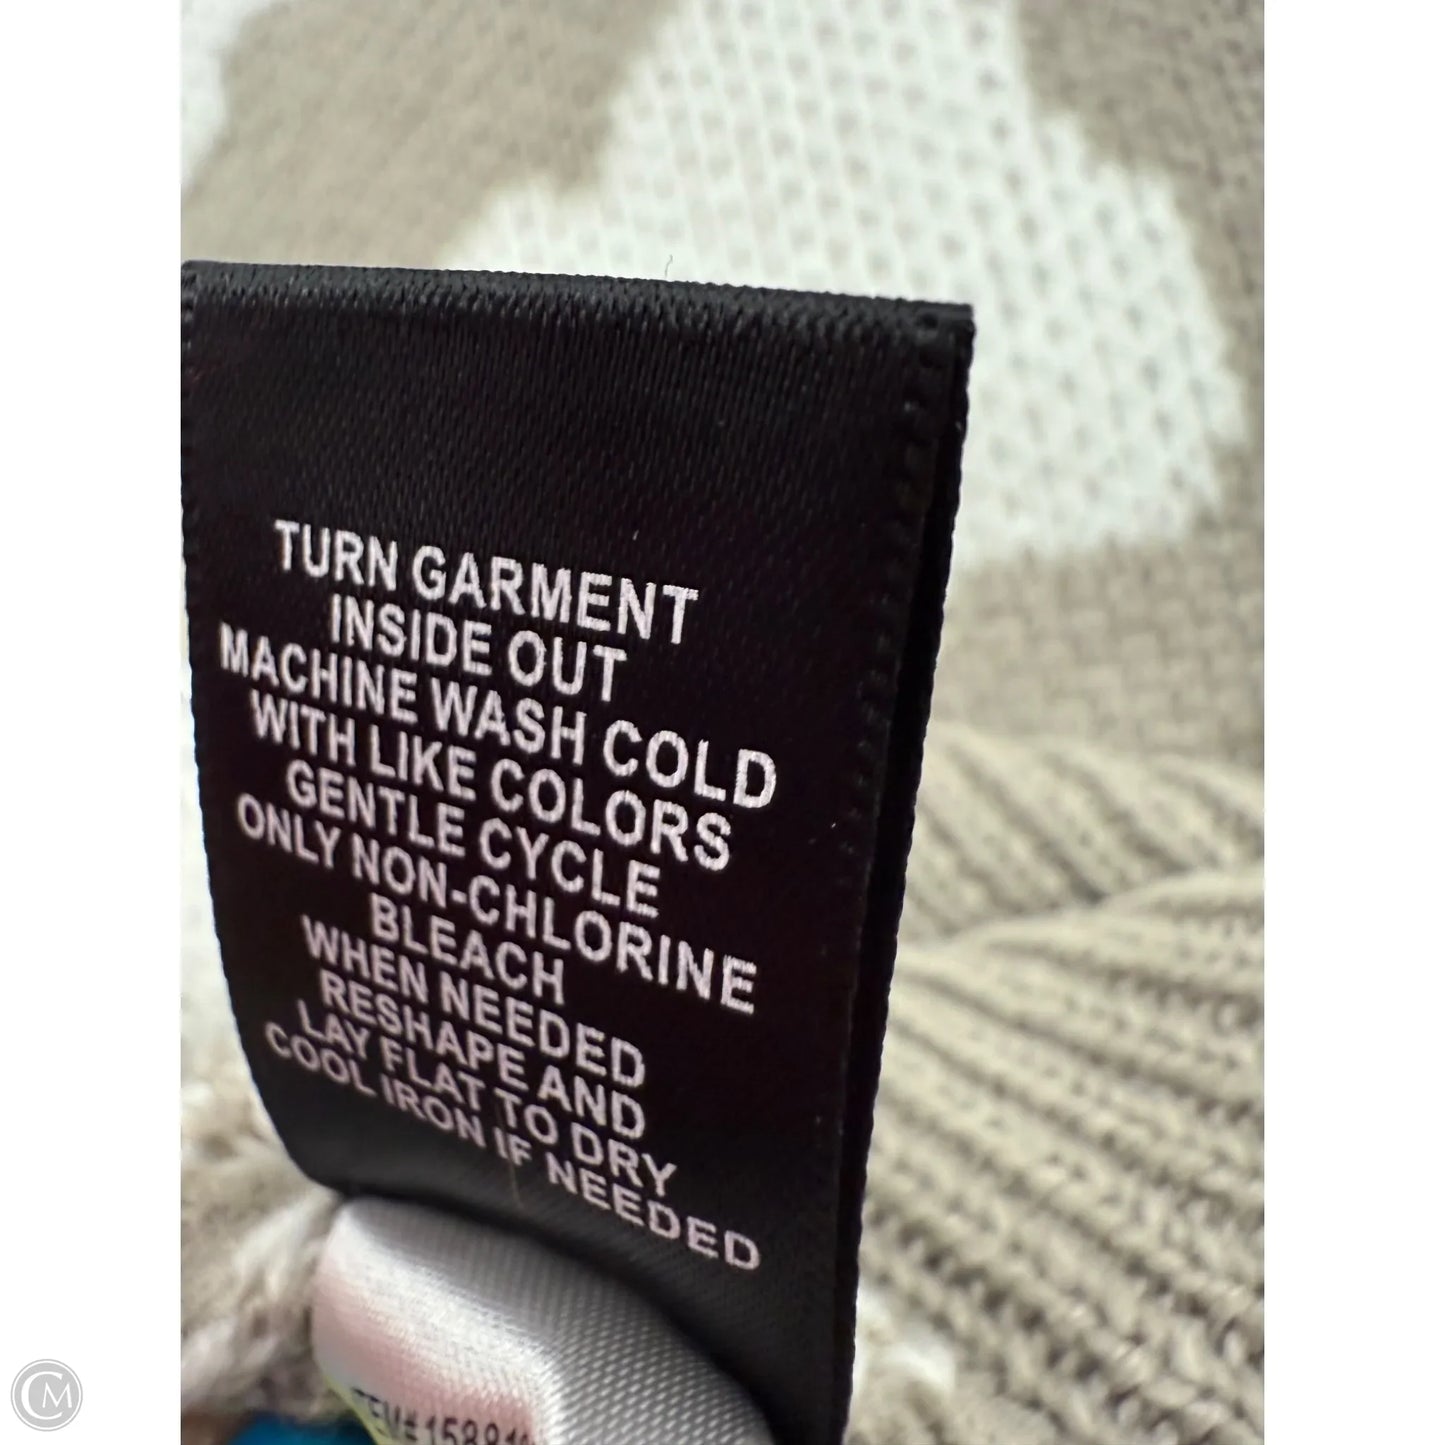 TURN GARMENT
INSIDE OUT
MACHINE WASH COLD
WITH LIKE COLORS
GENTLE CYCLE
ONLY NON-CHLORINE
BLEACH
WHEN NEEDED
RESHAPE AND
LAY FLAT TO DRY
COOL IRON IF NEEDED
CM